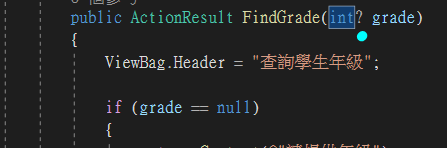 public ActionResult FindGrade(int? grade)
{
ViewBag.Header = "查詢學生年級";
if (grade == null)
{